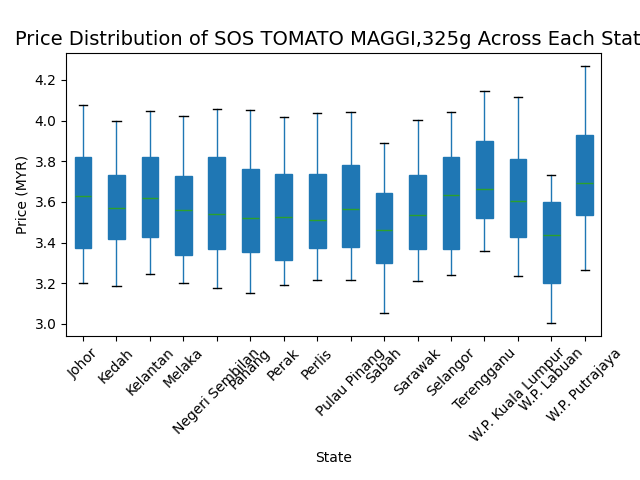 Price Distribution of SOS TOMATO MAGGI,325g Across Each Stat
Price (MYR)
4.2
4.0
3.8
3.6
3.4
3.2
3.0
Johor
Kedah
Kelantan
Melaka
Negeri Sembilan
Pahang
Perak
Perlis
Pulau Pinang
Sabah
Sarawak
Selangor
Terengganu
W.P. Kuala Lumpur
W.P. Labuan
W.P. Putrajaya
State